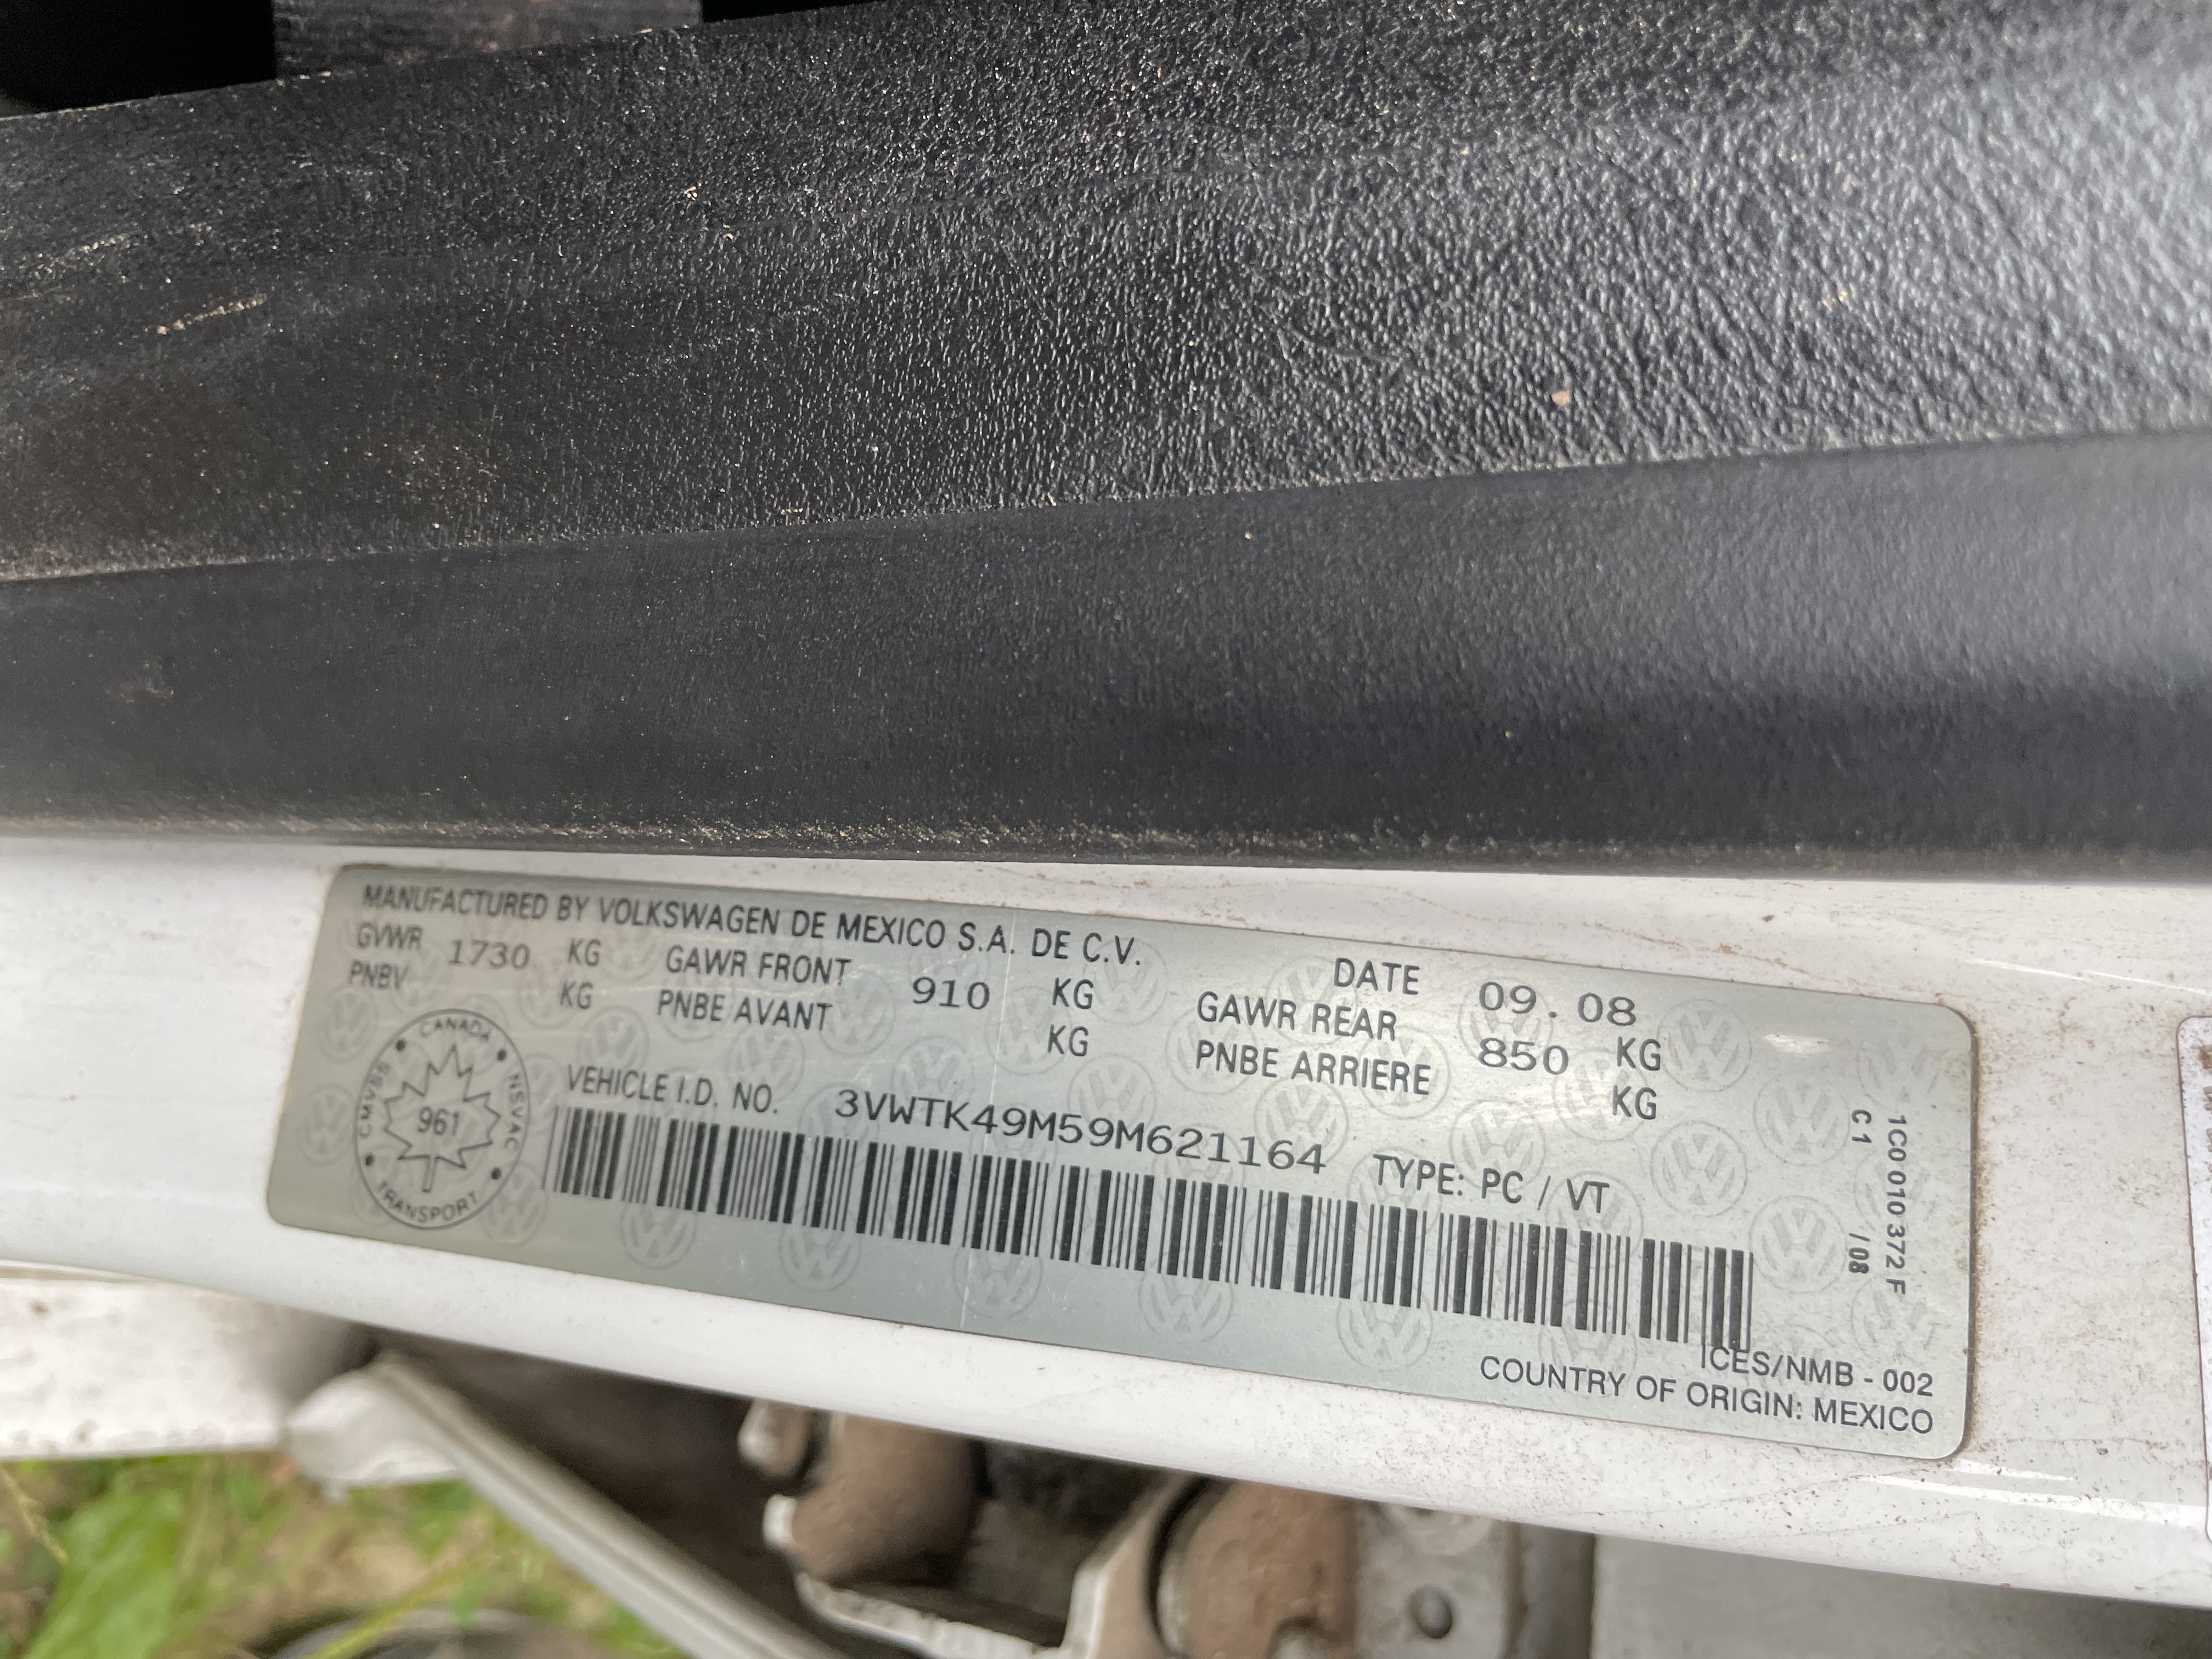 MANUFACTURED BY VOLKSWAGEN DE MEXICO S.A. DE C.V.
DATE 09.08
GVWR 1730 KG GAWR FRONT 910 KG GAWR REAR 850 KG
PNBV KG PNBE AVANT KG PNBE ARRIERE KG
CANADA
CMVSS 961 NSVAC
TRANSPORT
VEHICLE I.D. NO. 3VWTK49M59M621164 TYPE: PC / VT
1C0 010 372 F
C1 /08
ICES/NMB - 002
COUNTRY OF ORIGIN: MEXICO